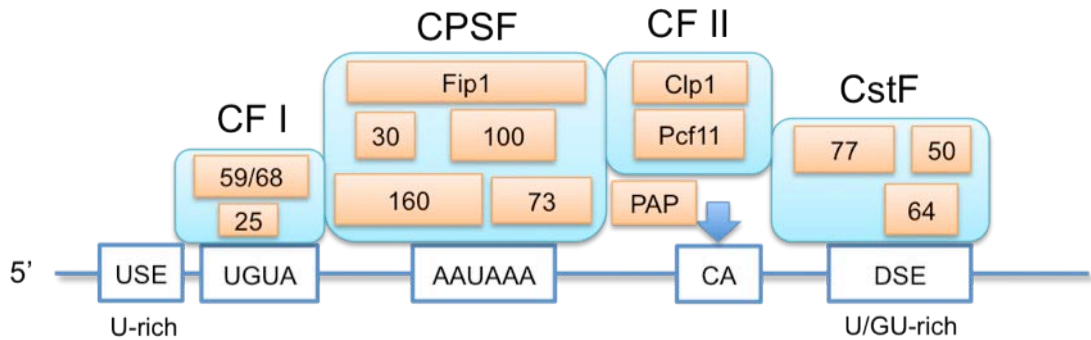 CPSF
CF II
CstF
CF I
Fip1
30
100
160
73
Clp1
Pcf11
PAP
77
50
64
59/68
25
5’
USE
UGUA
AAUAAA
CA
DSE
U-rich
U/GU-rich